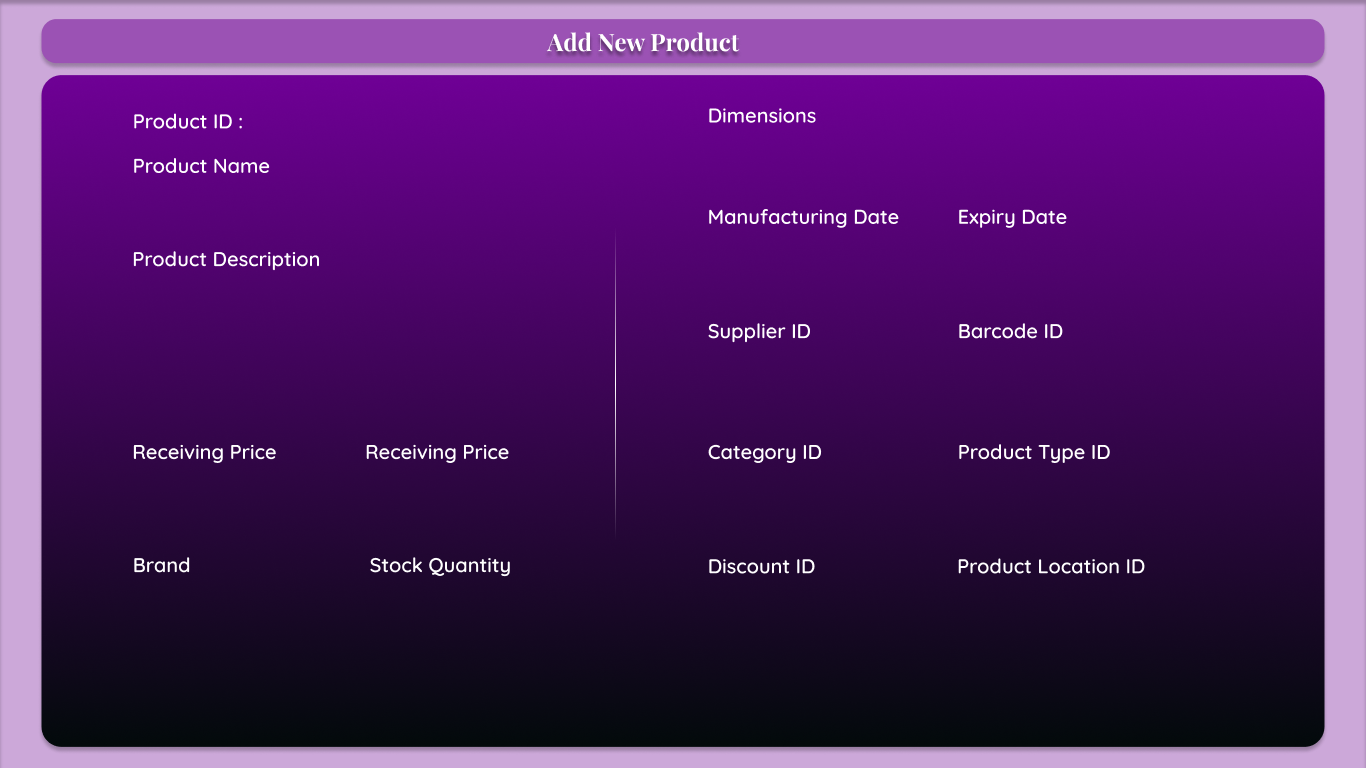 Add New Product
Product ID :
Product Name
Product Description
Receiving Price
Receiving Price
Brand
Stock Quantity
Dimensions
Manufacturing Date
Expiry Date
Supplier ID
Barcode ID
Category ID
Product Type ID
Discount ID
Product Location ID